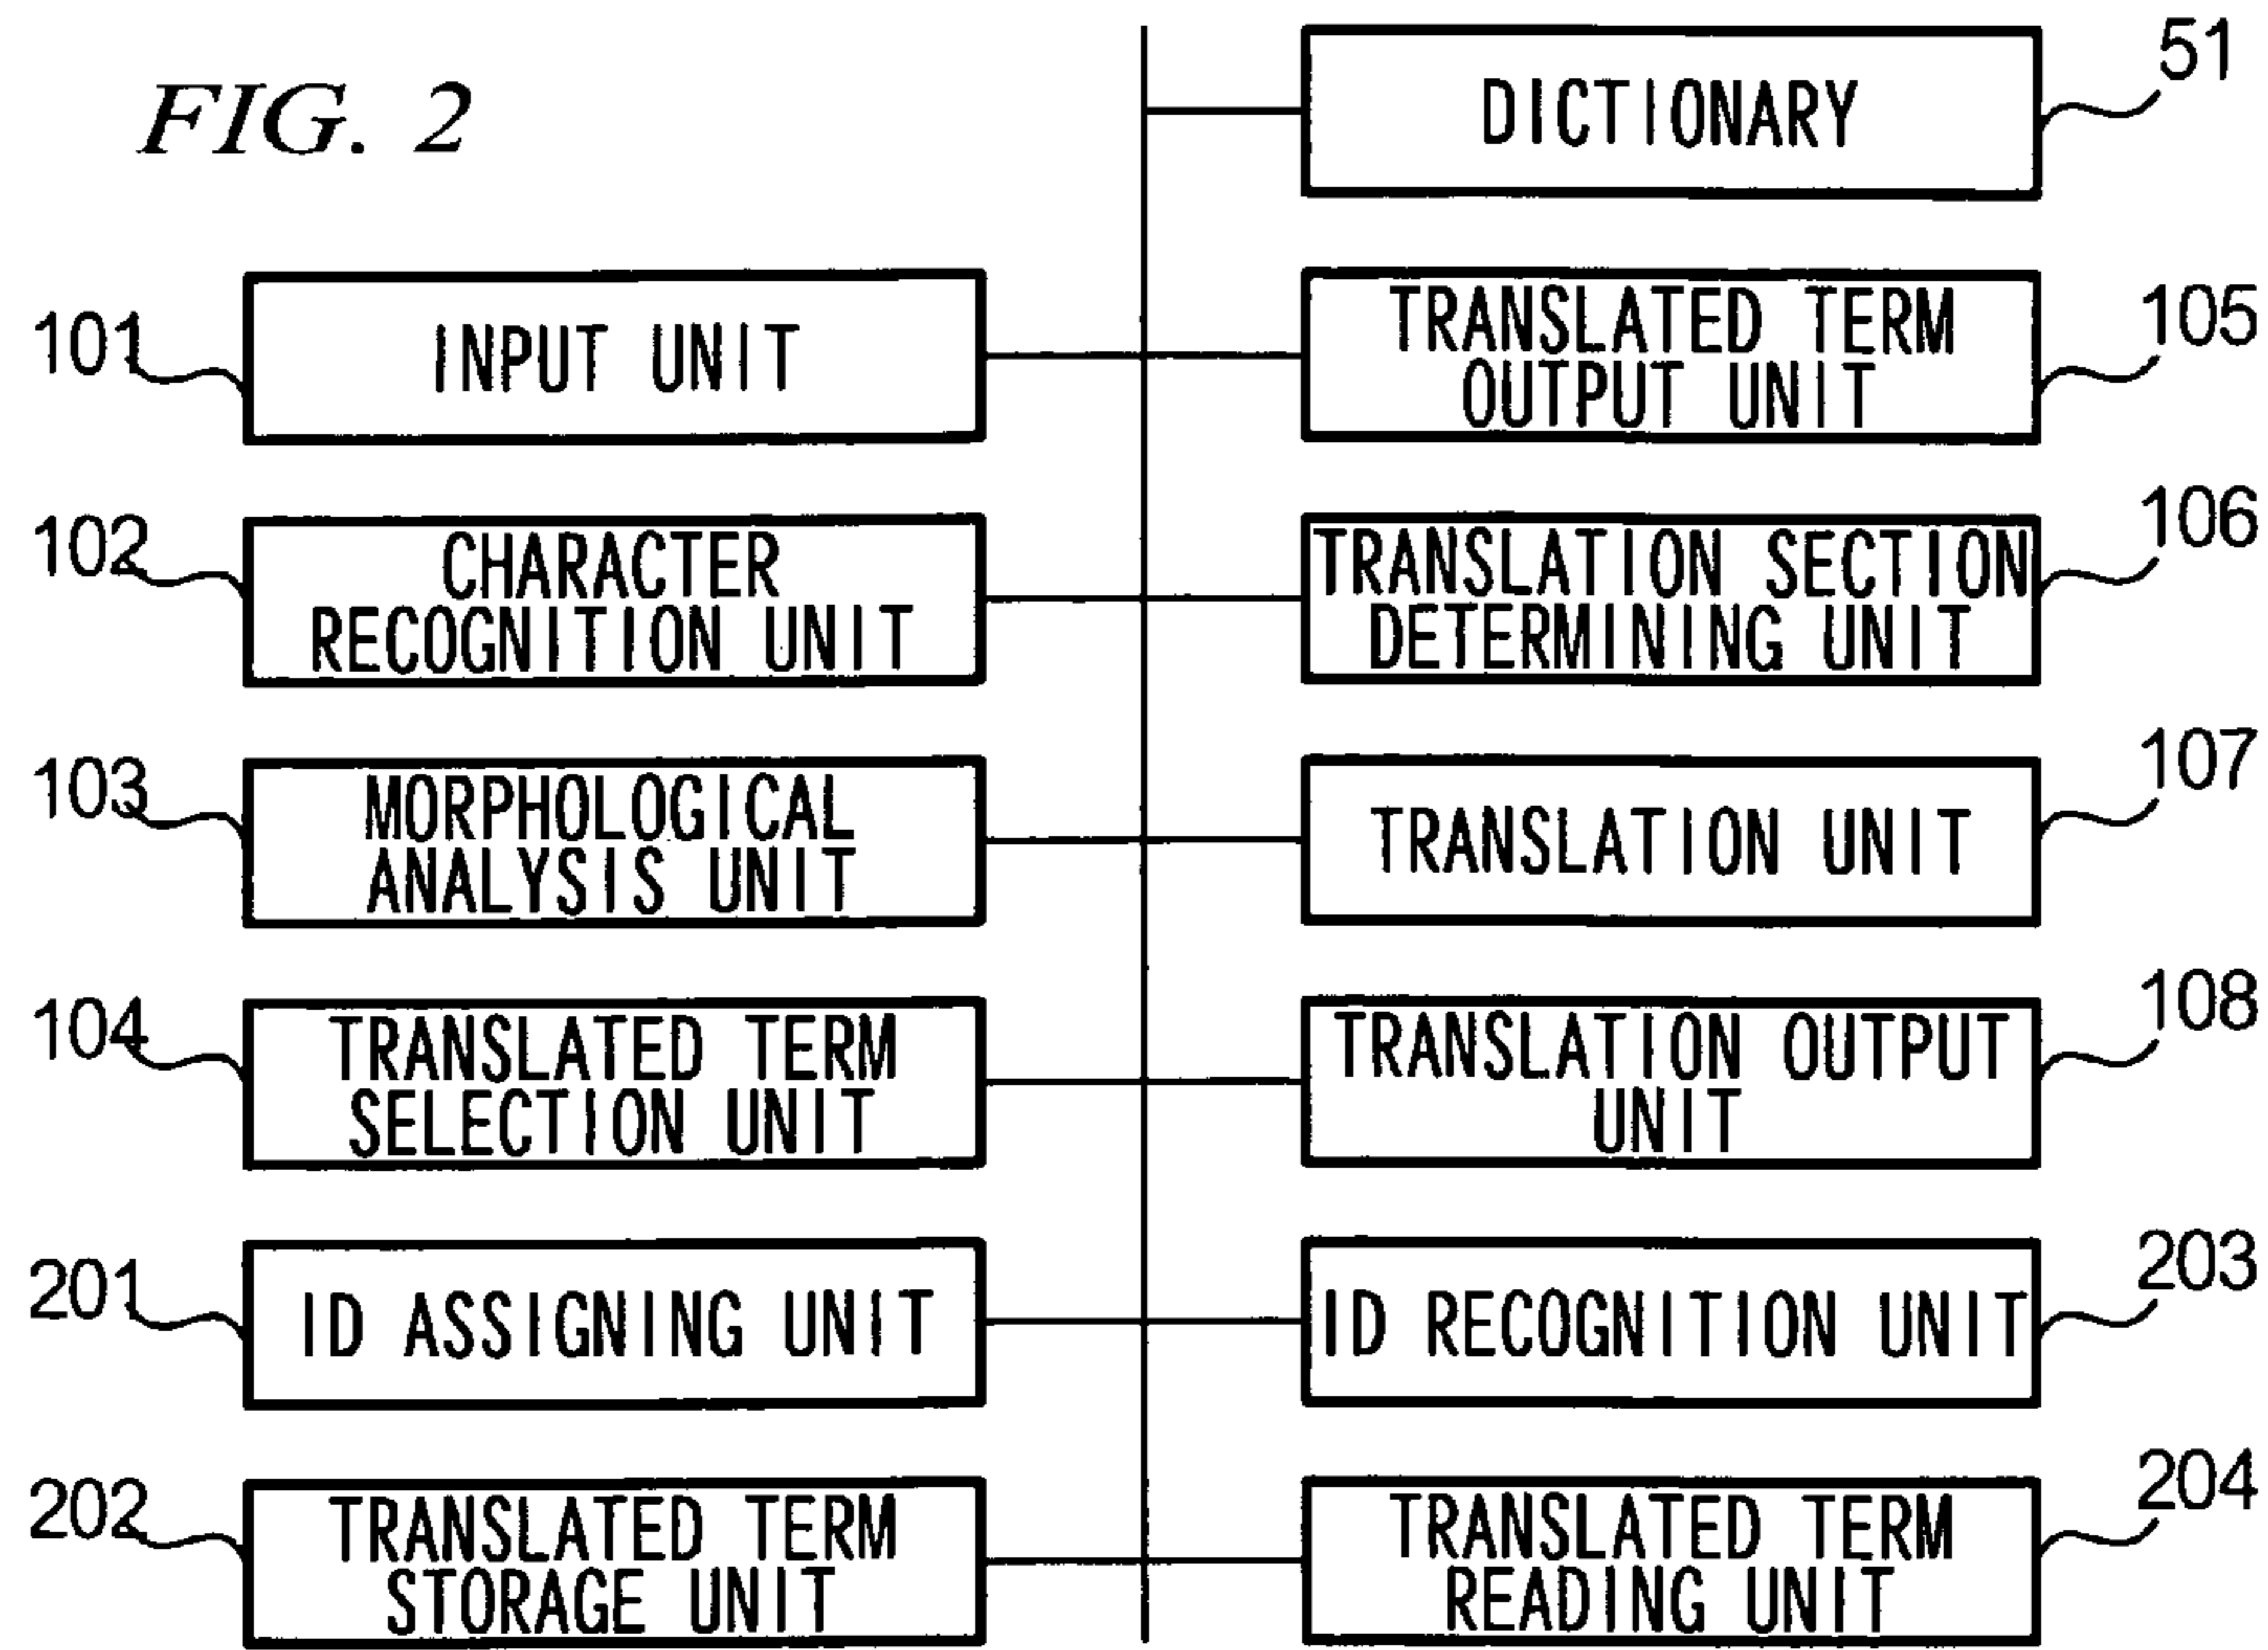 FIG. 2
DICTIONARY
51
101
INPUT UNIT
TRANSLATED TERM
OUTPUT UNIT
105
102
CHARACTER
RECOGNITION UNIT
TRANSLATION SECTION
DETERMINING UNIT
106
103
MORPHOLOGICAL
ANALYSIS UNIT
TRANSLATION UNIT
107
104
TRANSLATED TERM
SELECTION UNIT
TRANSLATION OUTPUT
UNIT
108
201
ID ASSIGNING UNIT
ID RECOGNITION UNIT
203
202
TRANSLATED TERM
STORAGE UNIT
TRANSLATED TERM
READING UNIT
204